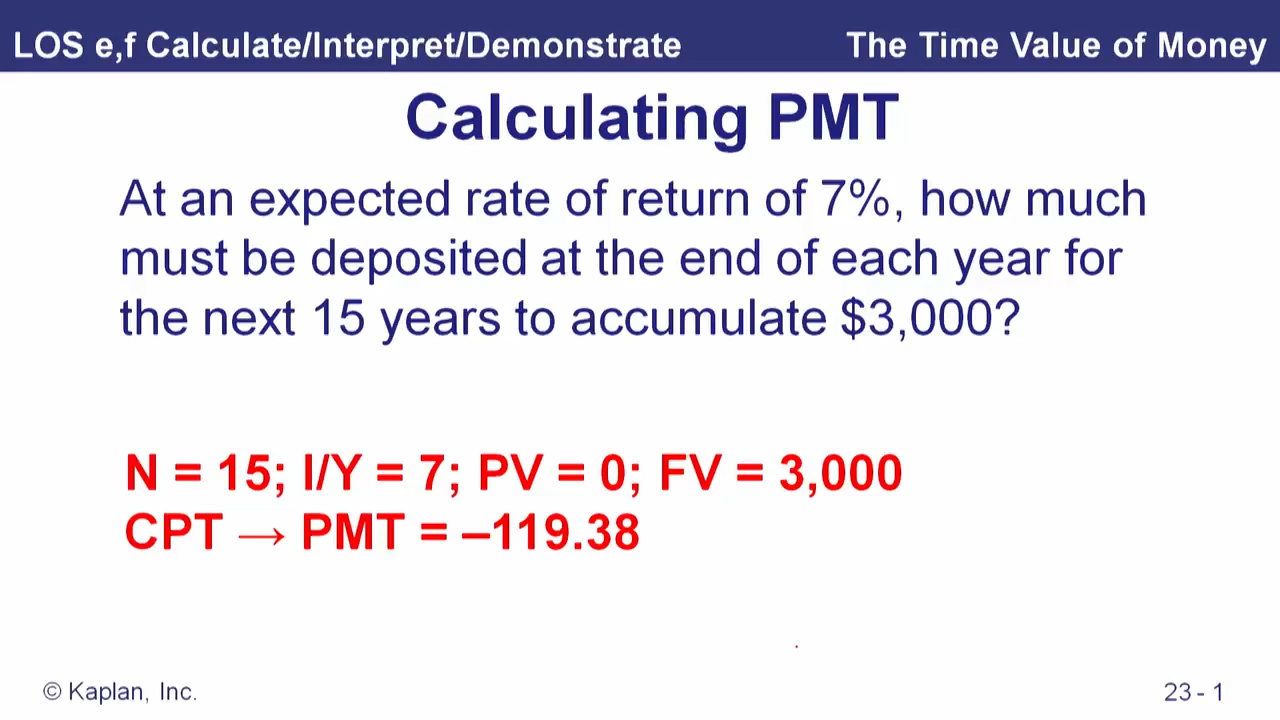 LOS e,f Calculate/Interpret/Demonstrate The Time Value of Money
Calculating PMT
At an expected rate of return of 7%, how much
must be deposited at the end of each year for
the next 15 years to accumulate $3,000?
N = 15; I/Y = 7; PV = 0; FV = 3,000
CPT → PMT = –119.38
© Kaplan, Inc. 23 - 1